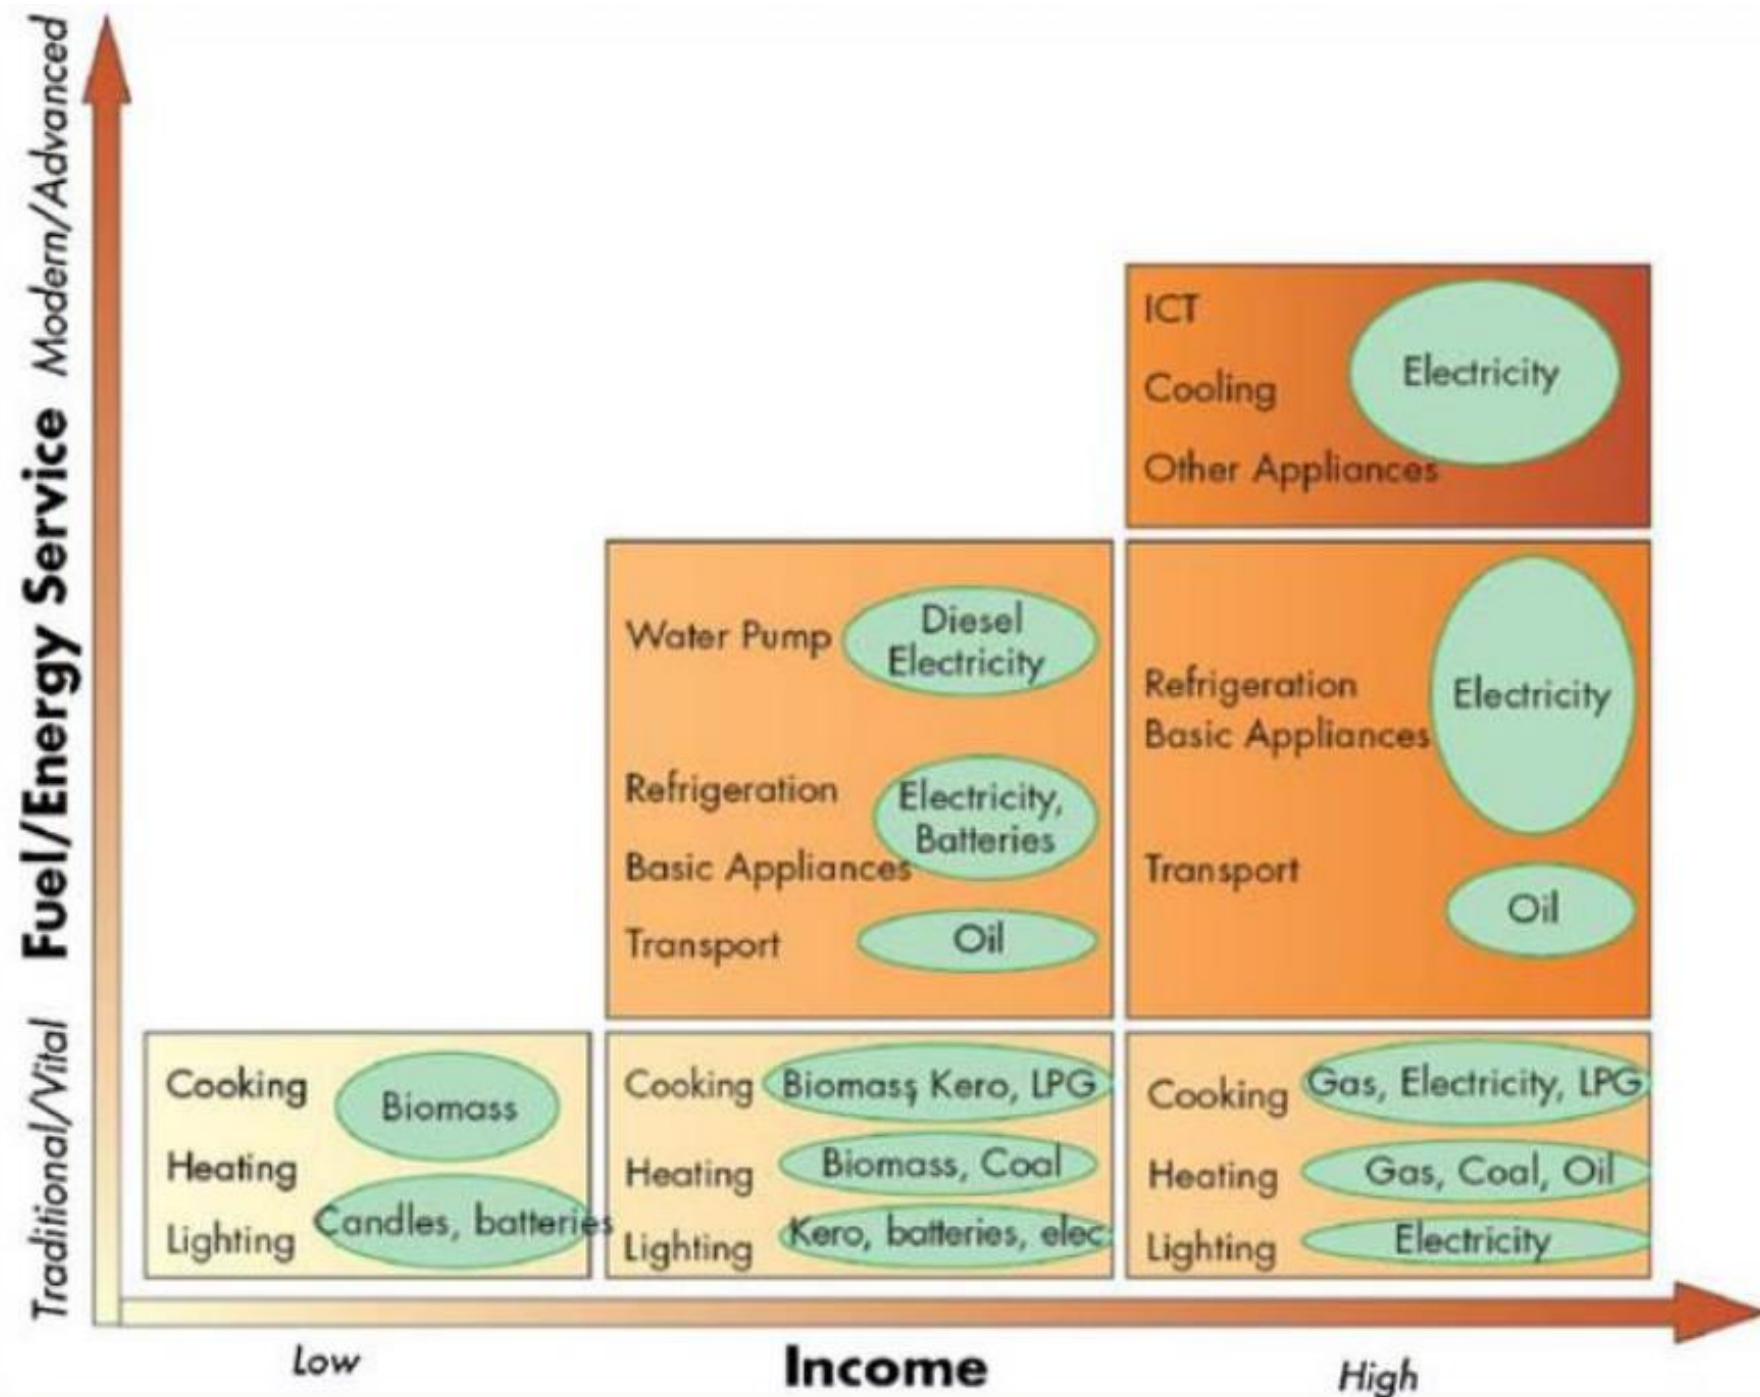 Fuel/Energy Service
Modern/Advanced
Traditional/Vital
ICT
Cooling
Other Appliances
Electricity
Water Pump
Diesel
Electricity
Refrigeration
Basic Appliances
Electricity,
Batteries
Transport
Oil
Refrigeration
Basic Appliances
Electricity
Transport
Oil
Cooking
Heating
Biomass
Lighting
Candles, batteries
Cooking
Biomass, Kero, LPG
Heating
Biomass, Coal
Lighting
Kero, batteries, elec.
Cooking
Gas, Electricity, LPG
Heating
Gas, Coal, Oil
Lighting
Electricity
Low
Income
High